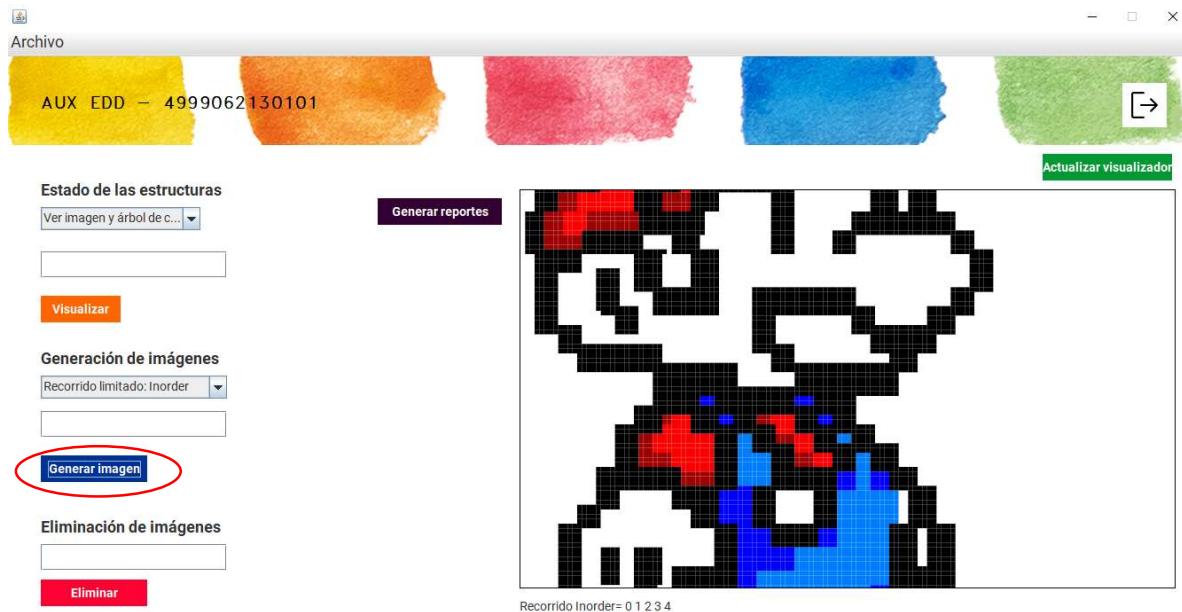 Archivo
AUX EDD – 4999062130101
Actualizar visualizador
Estado de las estructuras
Ver imagen y árbol de c...
Generar reportes
Visualizar
Generación de imágenes
Recorrido limitado: Inorder
Generar imagen
Eliminación de imágenes
Eliminar
Recorrido Inorder= 0 1 2 3 4